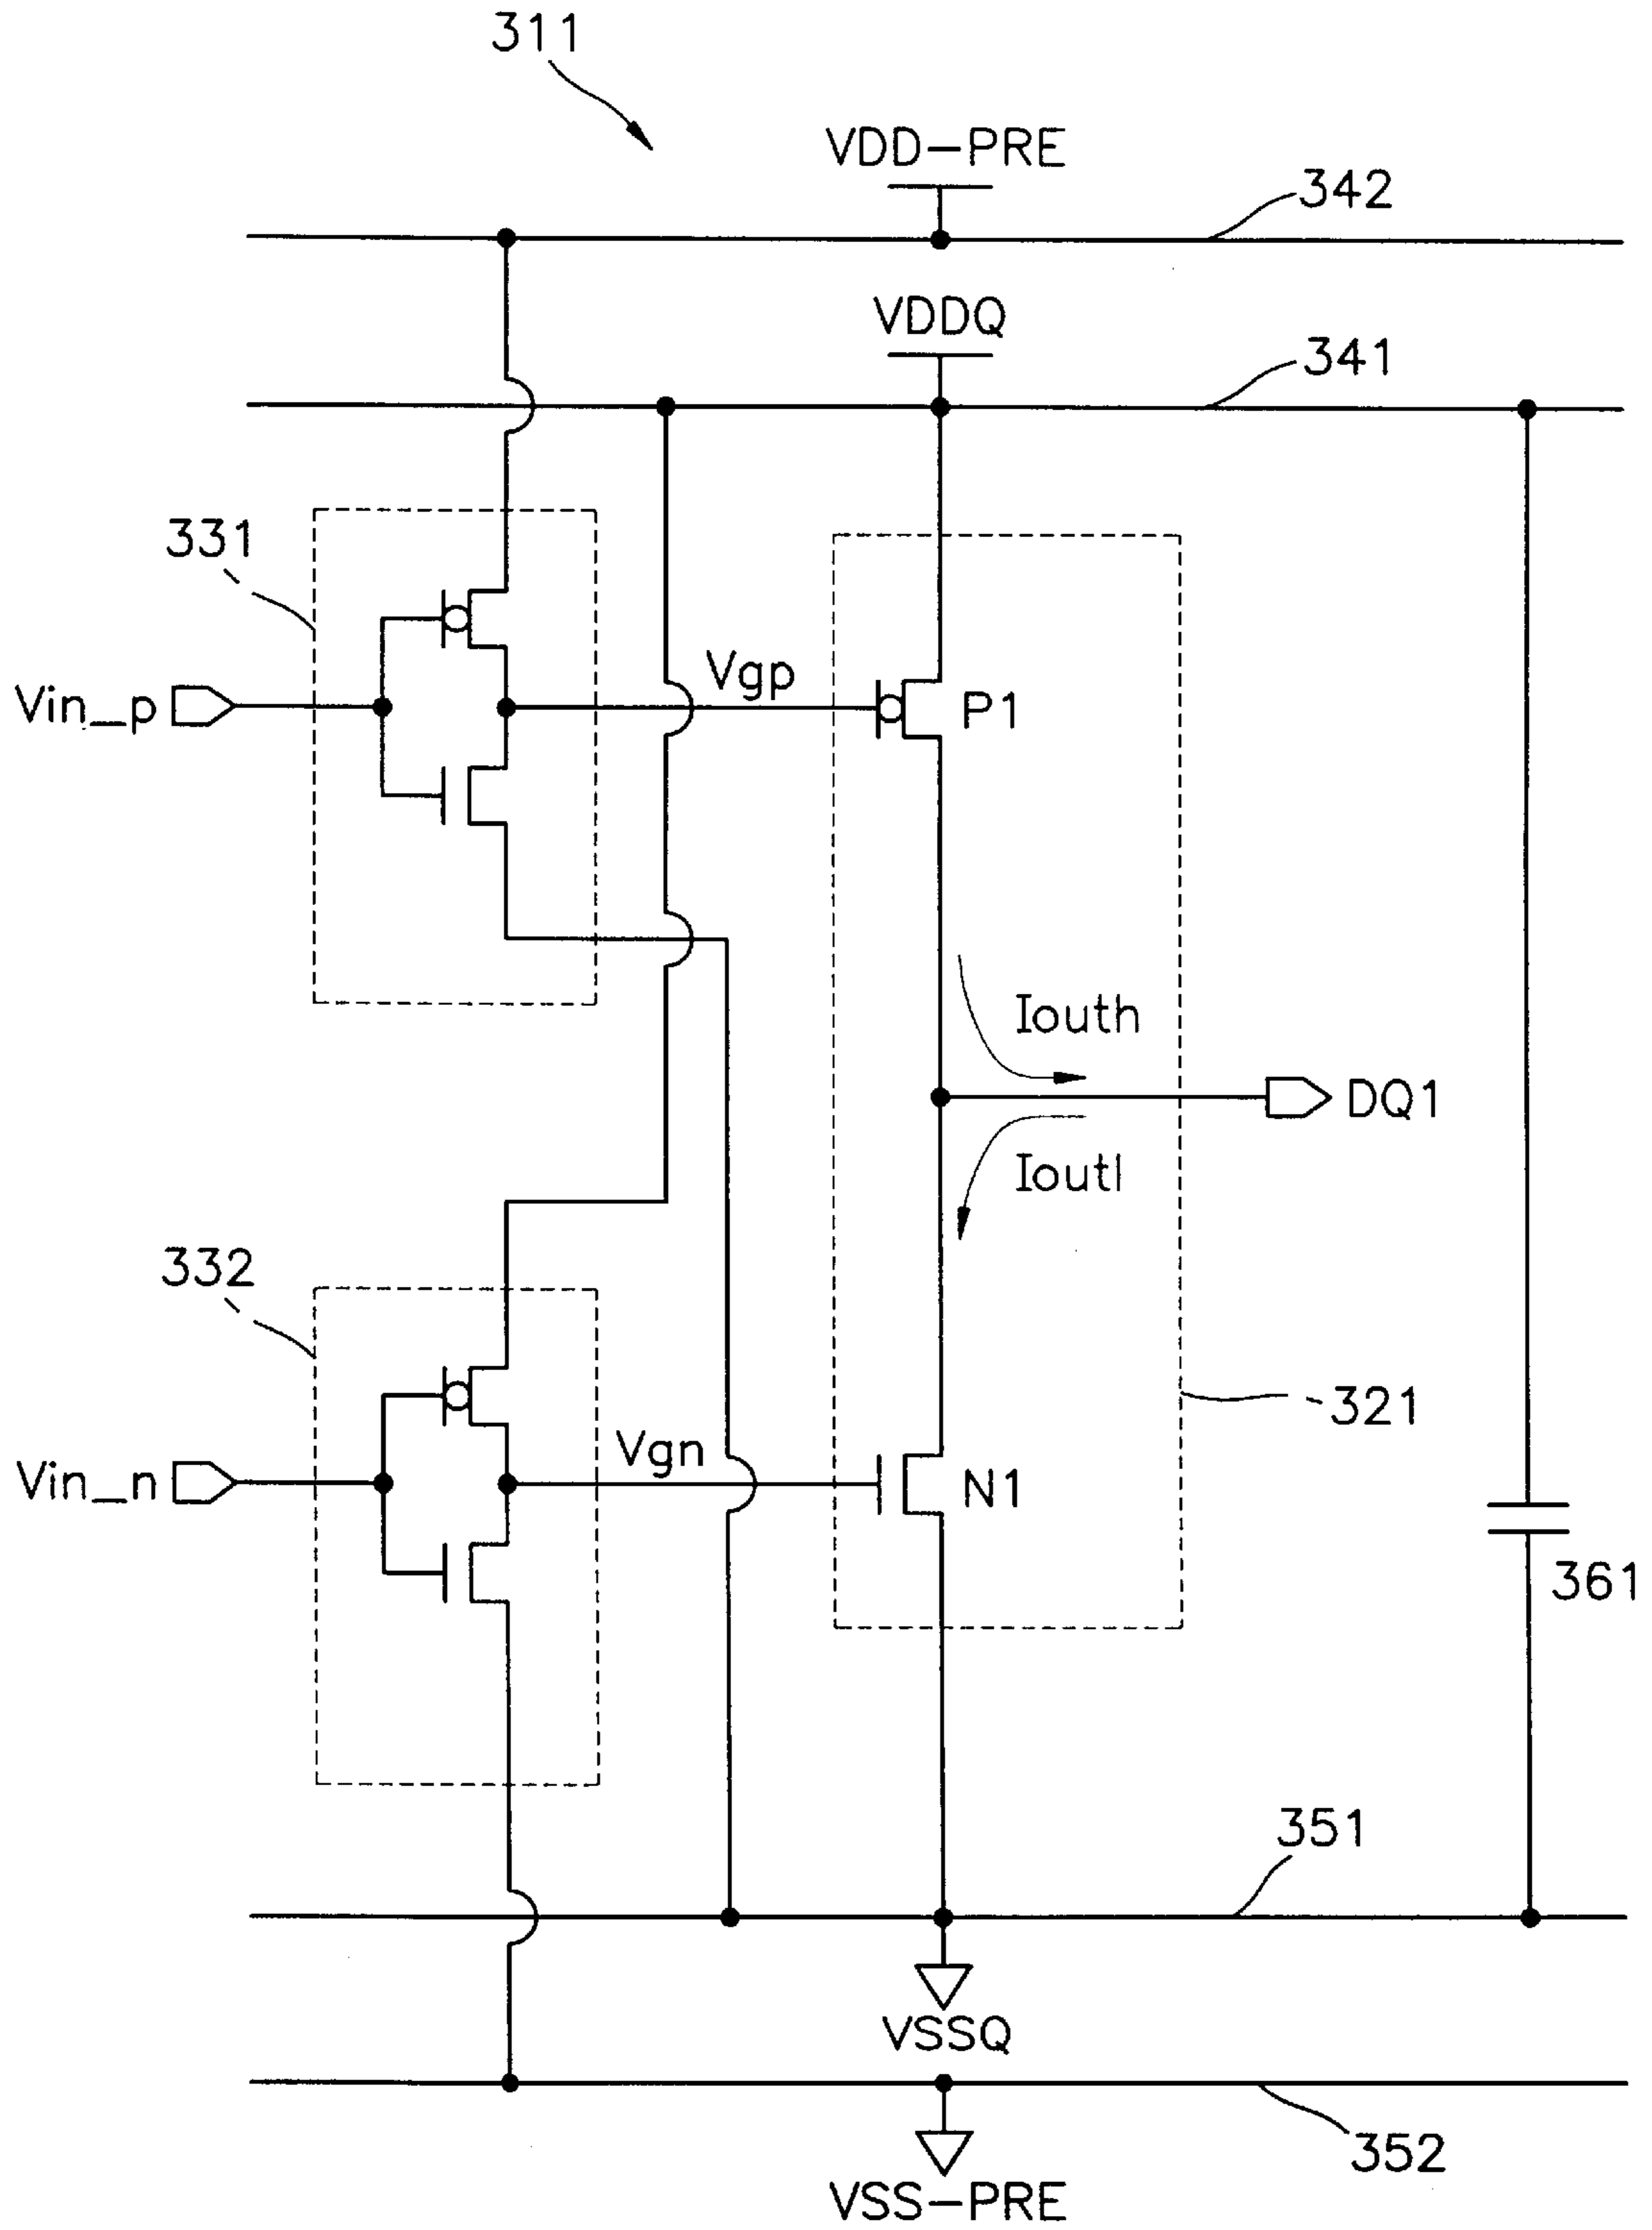 311
VDD-PRE
342
VDDQ
341
331
Vgp
Vin_p
P1
Iouth
DQ1
Ioutl
332
321
Vgn
Vin_n
N1
361
351
VSSQ
352
VSS-PRE